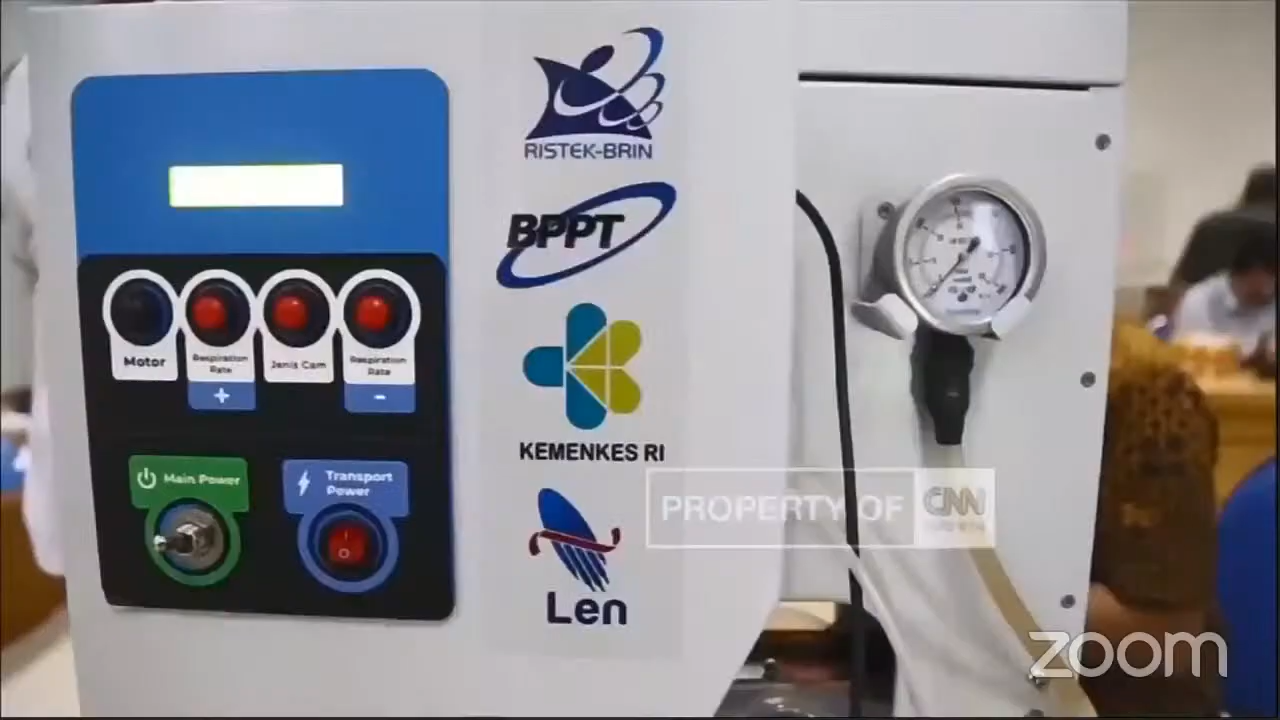 RISTEK-BRIN
BPPT
KEMENKES RI
Len
Motor
Respiration
Rate
+
Jenis Cam
Respiration
Rate
-
Main Power
Transport
Power
PROPERTY OF CNN
zoom